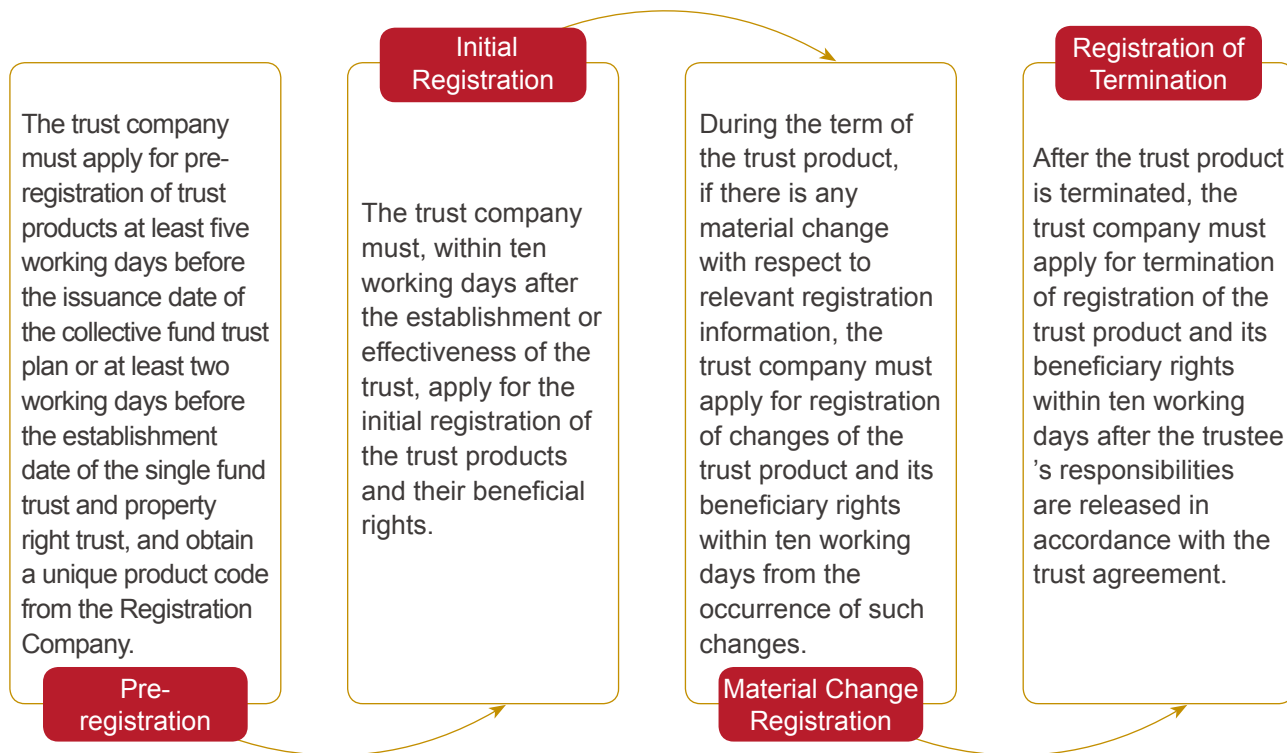 The trust company
must apply for pre-
registration of trust
products at least five
working days before
the issuance date of
the collective fund trust
plan or at least two
working days before
the establishment
date of the single fund
trust and property
right trust, and obtain
a unique product code
from the Registration
Company.
Pre-
registration
Initial
Registration
The trust company
must, within ten
working days after
the establishment or
effectiveness of the
trust, apply for the
initial registration of
the trust products
and their beneficial
rights.
During the term of
the trust product,
if there is any
material change
with respect to
relevant registration
information, the
trust company must
apply for registration
of changes of the
trust product and its
beneficiary rights
within ten working
days from the
occurrence of such
changes.
Material Change
Registration
Registration of
Termination
After the trust product
is terminated, the
trust company must
apply for termination
of registration of the
trust product and its
beneficiary rights
within ten working
days after the trustee
’s responsibilities
are released in
accordance with the
trust agreement.